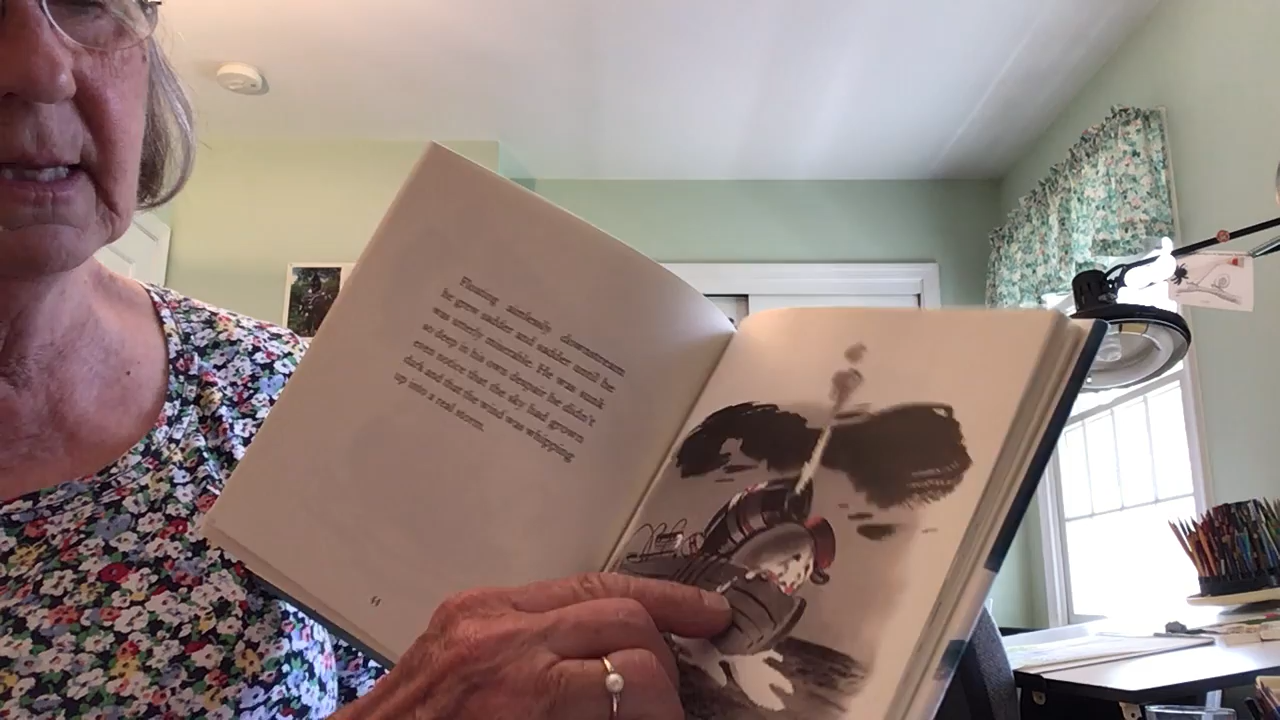 Floating aimlessly downstream
he grew sadder and sadder until he
was utterly miserable. He was sunk
so deep in his own despair he didn't
even notice that the sky had grown
dark and that the wind was whipping
up into a real storm.